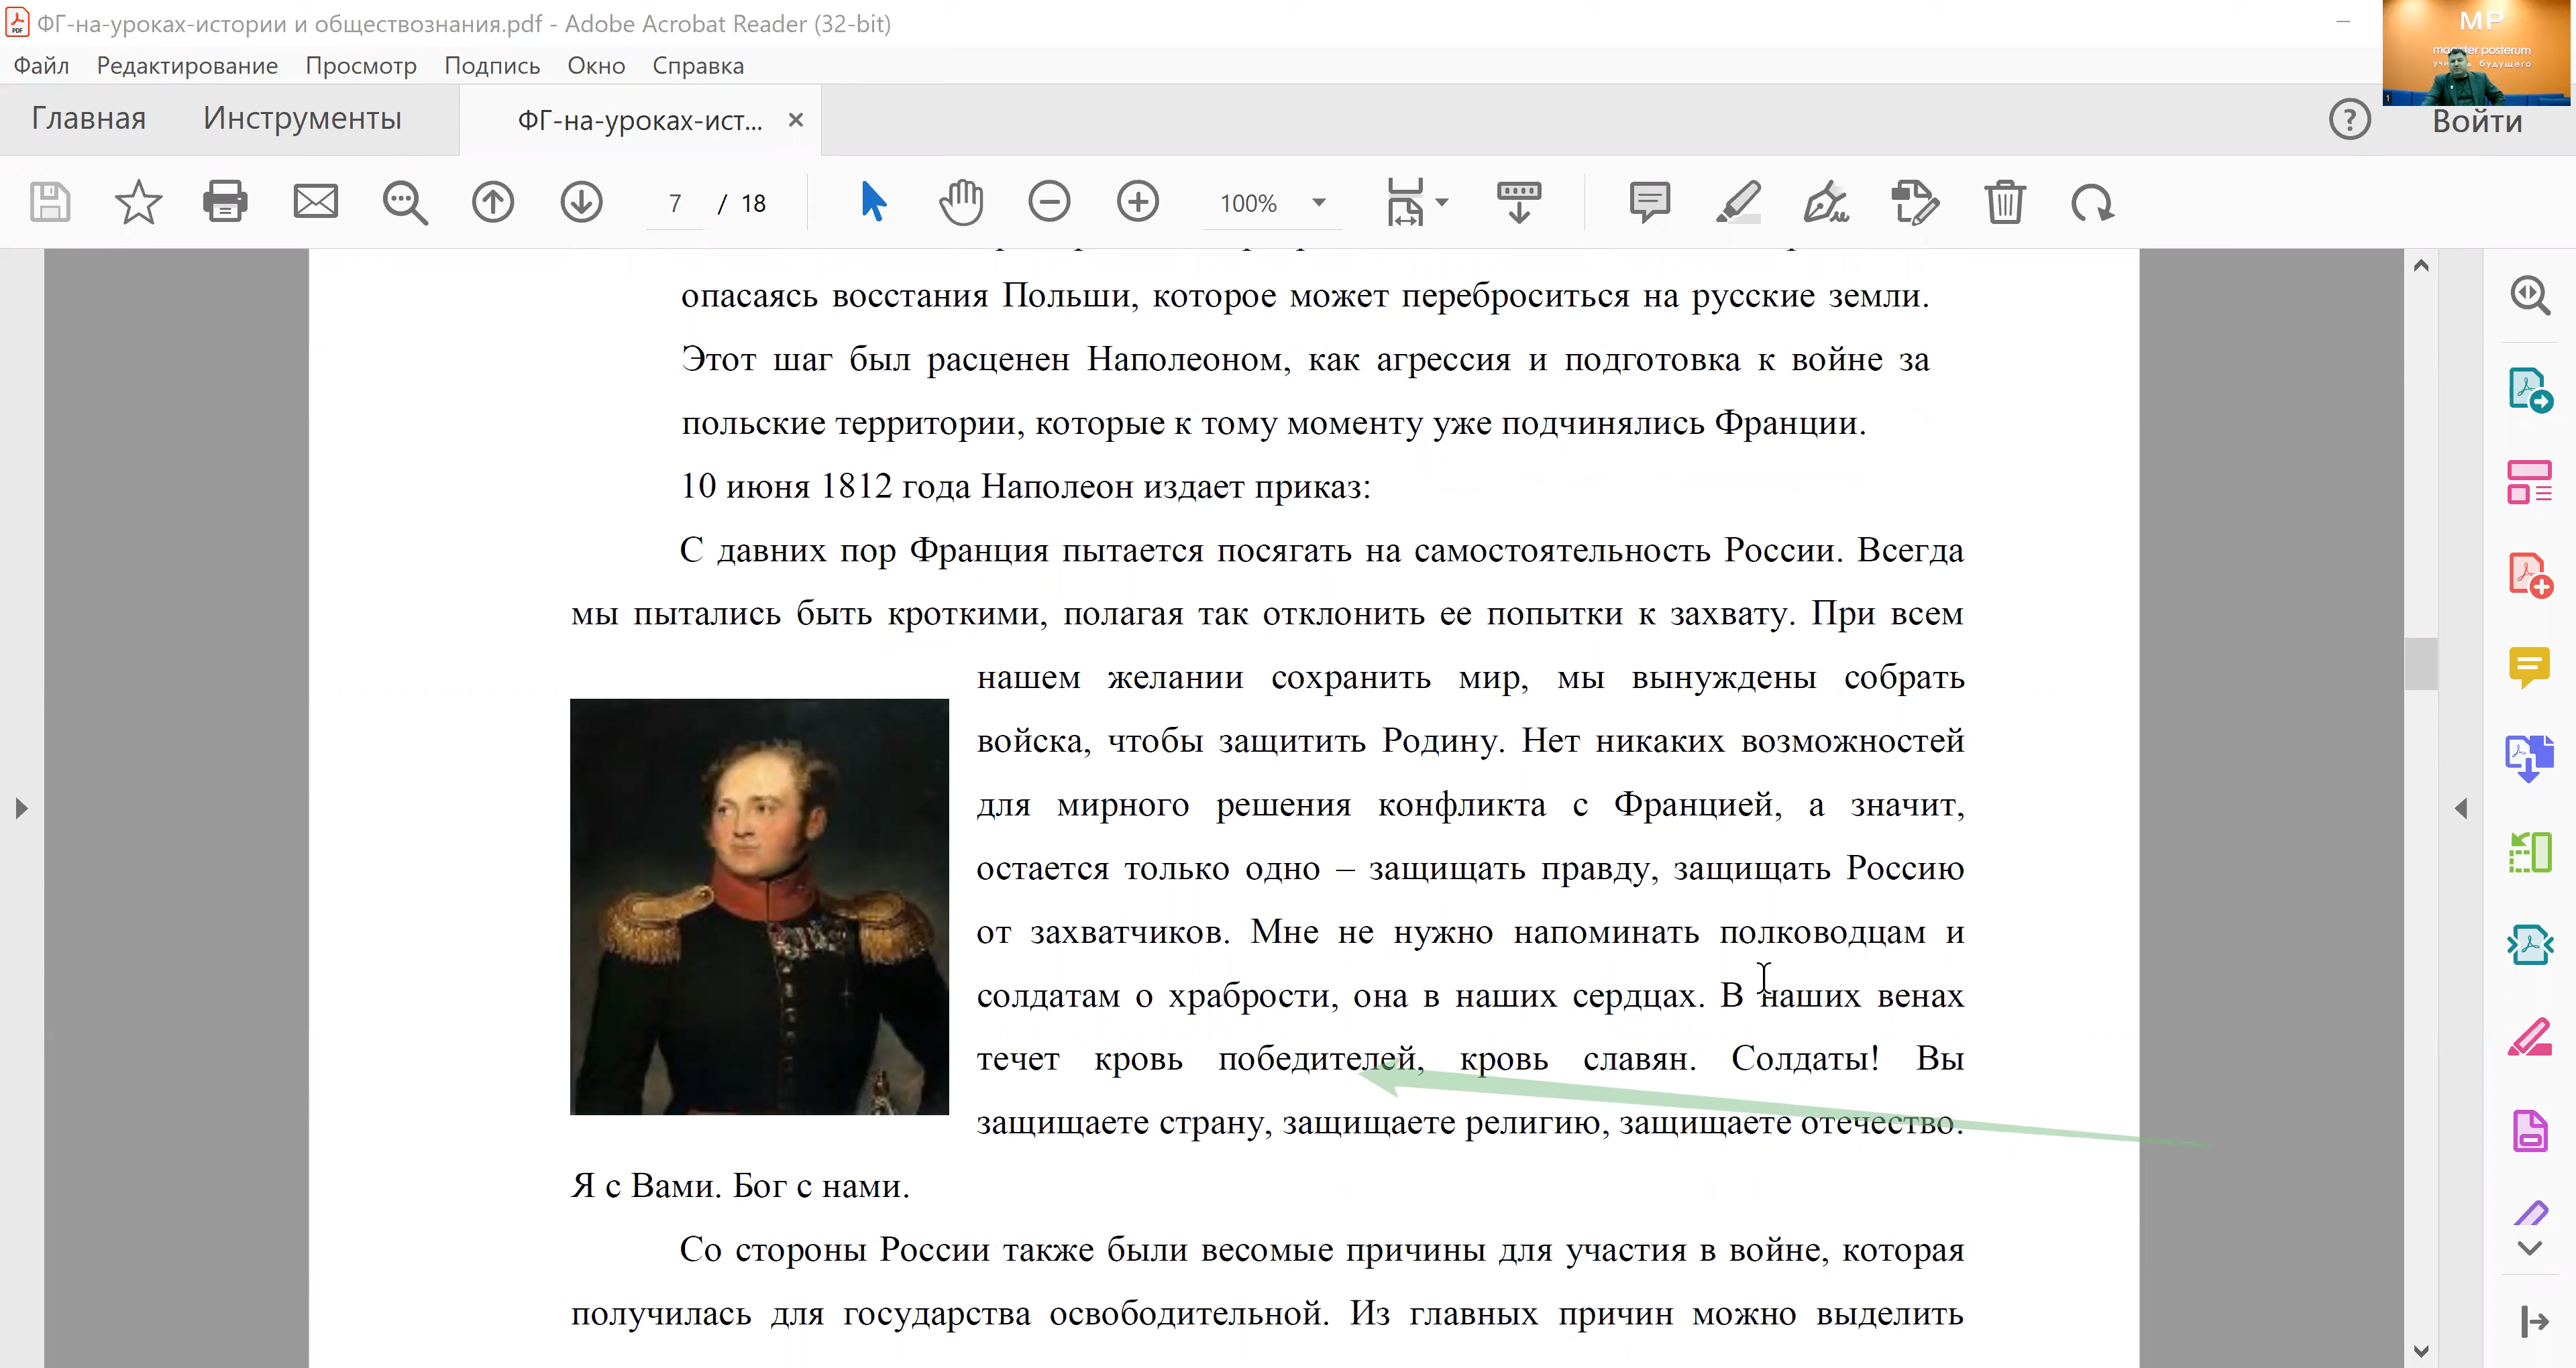 ФГ-на-уроках-истории и обществознания.pdf - Adobe Acrobat Reader (32-bit)
MP
magister posterum
Файл Редактирование Просмотр Подпись Окно Справка
будущего
1
Главная Инструменты ФГ-на-уроках-ист... ×
? Войти
7 / 18 100%
опасаясь восстания Польши, которое может переброситься на русские земли.
Этот шаг был расценен Наполеоном, как агрессия и подготовка к войне за
польские территории, которые к тому моменту уже подчинялись Франции.
10 июня 1812 года Наполеон издает приказ:
С давних пор Франция пытается посягать на самостоятельность России. Всегда
мы пытались быть кроткими, полагая так отклонить ее попытки к захвату. При всем
нашем желании сохранить мир, мы вынуждены собрать
войска, чтобы защитить Родину. Нет никаких возможностей
для мирного решения конфликта с Францией, а значит,
остается только одно – защищать правду, защищать Россию
от захватчиков. Мне не нужно напоминать полководцам и
солдатам о храбрости, она в наших сердцах. В наших венах
течет кровь победителей, кровь славян. Солдаты! Вы
защищаете страну, защищаете религию, защищаете отечество.
Я с Вами. Бог с нами.
Со стороны России также были весомые причины для участия в войне, которая
получилась для государства освободительной. Из главных причин можно выделить